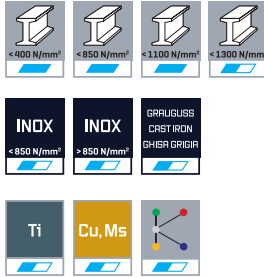 <400 N/mm²
<850 N/mm²
<1100 N/mm²
<1300 N/mm²
INOX
<850 N/mm²
INOX
>850 N/mm²
GRAUGUSS
CAST IRON
GHISA GRIGIA
Ti
Cu, Ms